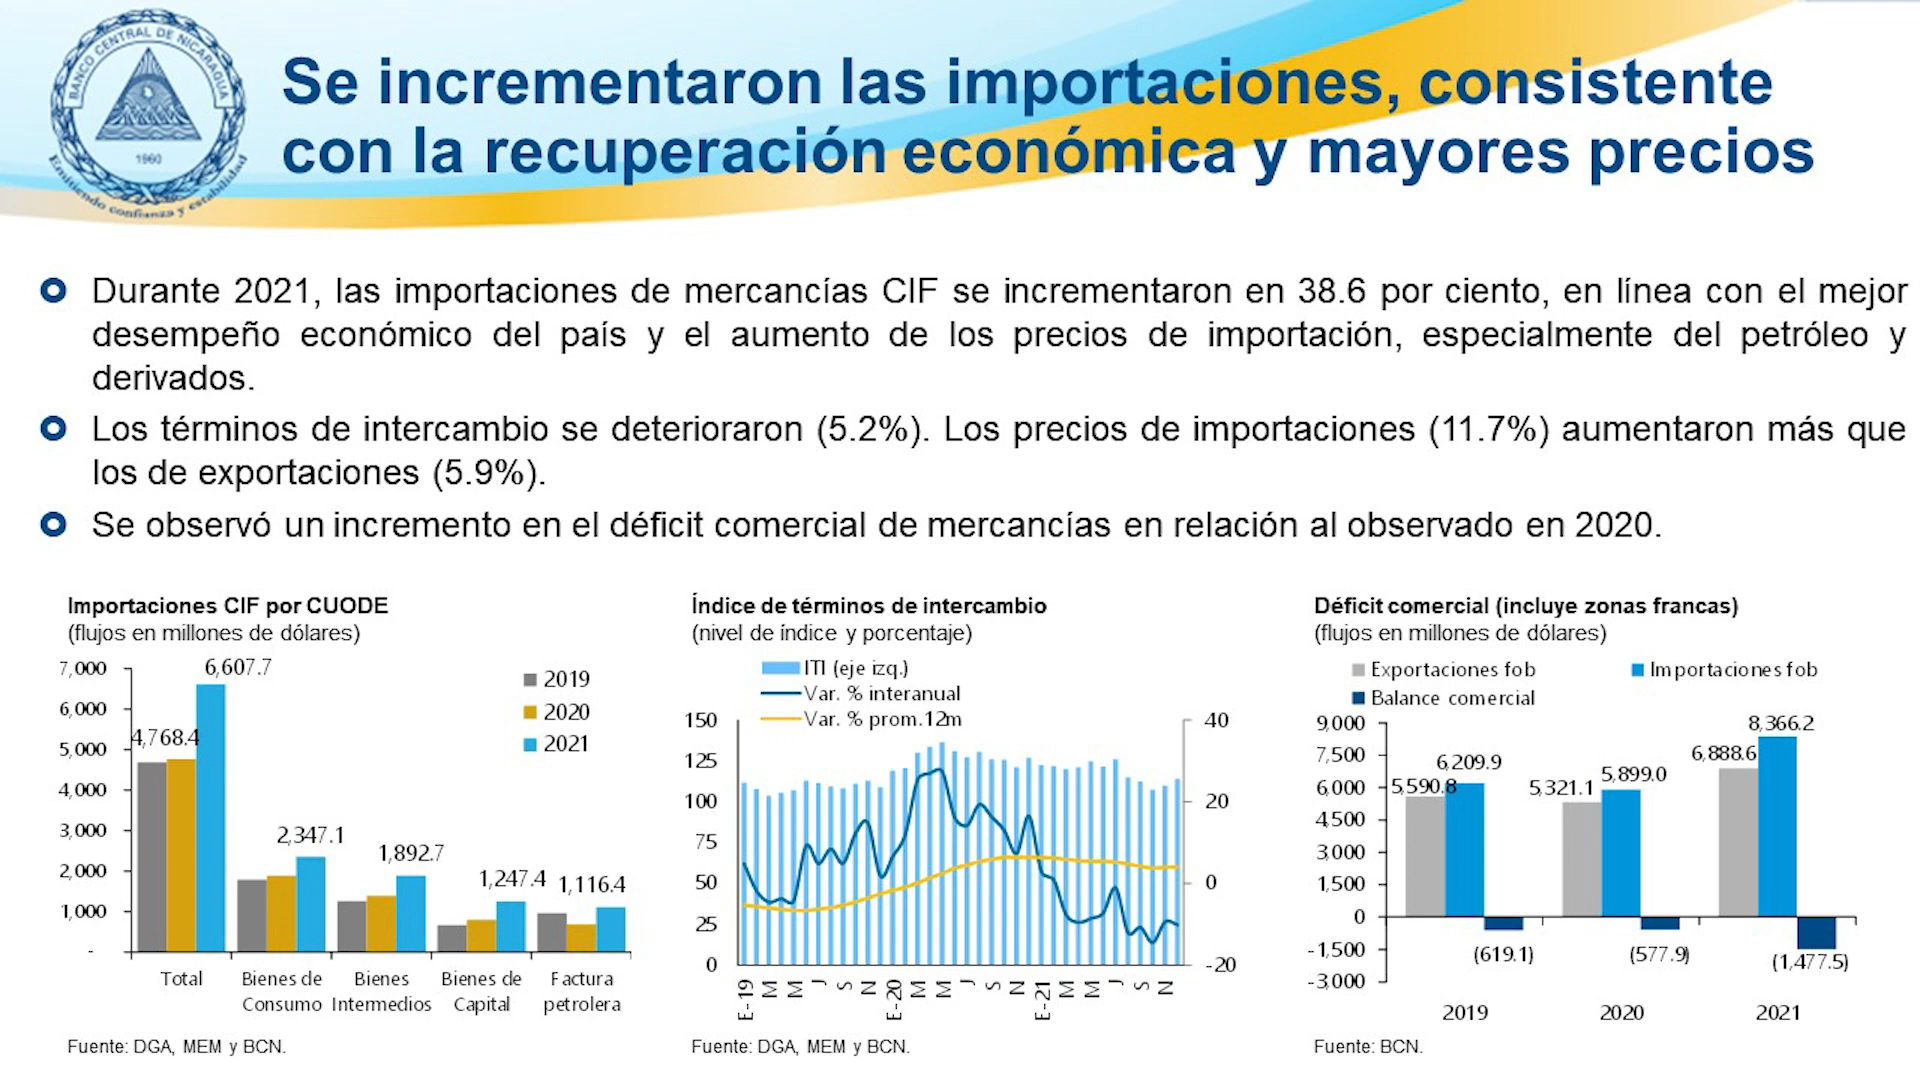 BANCO CENTRAL DE NICARAGUA
1960
Emitiendo confianza y estabilidad
Se incrementaron las importaciones, consistente
con la recuperación económica y mayores precios
Durante 2021, las importaciones de mercancías CIF se incrementaron en 38.6 por ciento, en línea con el mejor
desempeño económico del país y el aumento de los precios de importación, especialmente del petróleo y
derivados.
Los términos de intercambio se deterioraron (5.2%). Los precios de importaciones (11.7%) aumentaron más que
los de exportaciones (5.9%).
Se observó un incremento en el déficit comercial de mercancías en relación al observado en 2020.
Importaciones CIF por CUODE
(flujos en millones de dólares)
7,000
6,000
5,000
4,000
3,000
2,000
1,000
-
6,607.7
4,768.4
2,347.1
1,892.7
1,247.4
1,116.4
2019
2020
2021
Total
Bienes de
Consumo
Bienes
Intermedios
Bienes de
Capital
Factura
petrolera
Fuente: DGA, MEM y BCN.
Índice de términos de intercambio
(nivel de índice y porcentaje)
ITI (eje izq.)
Var. % interanual
Var. % prom.12m
150
125
100
75
50
25
0
40
20
0
-20
E-19
M
M
J
S
N
E-20
M
M
J
S
N
E-21
M
M
J
S
N
Fuente: DGA, MEM y BCN.
Déficit comercial (incluye zonas francas)
(flujos en millones de dólares)
Exportaciones fob
Importaciones fob
Balance comercial
9,000
7,500
6,000
4,500
3,000
1,500
0
-1,500
-3,000
5,590.8
6,209.9
(619.1)
5,321.1
5,899.0
(577.9)
6,888.6
8,366.2
(1,477.5)
2019
2020
2021
Fuente: BCN.